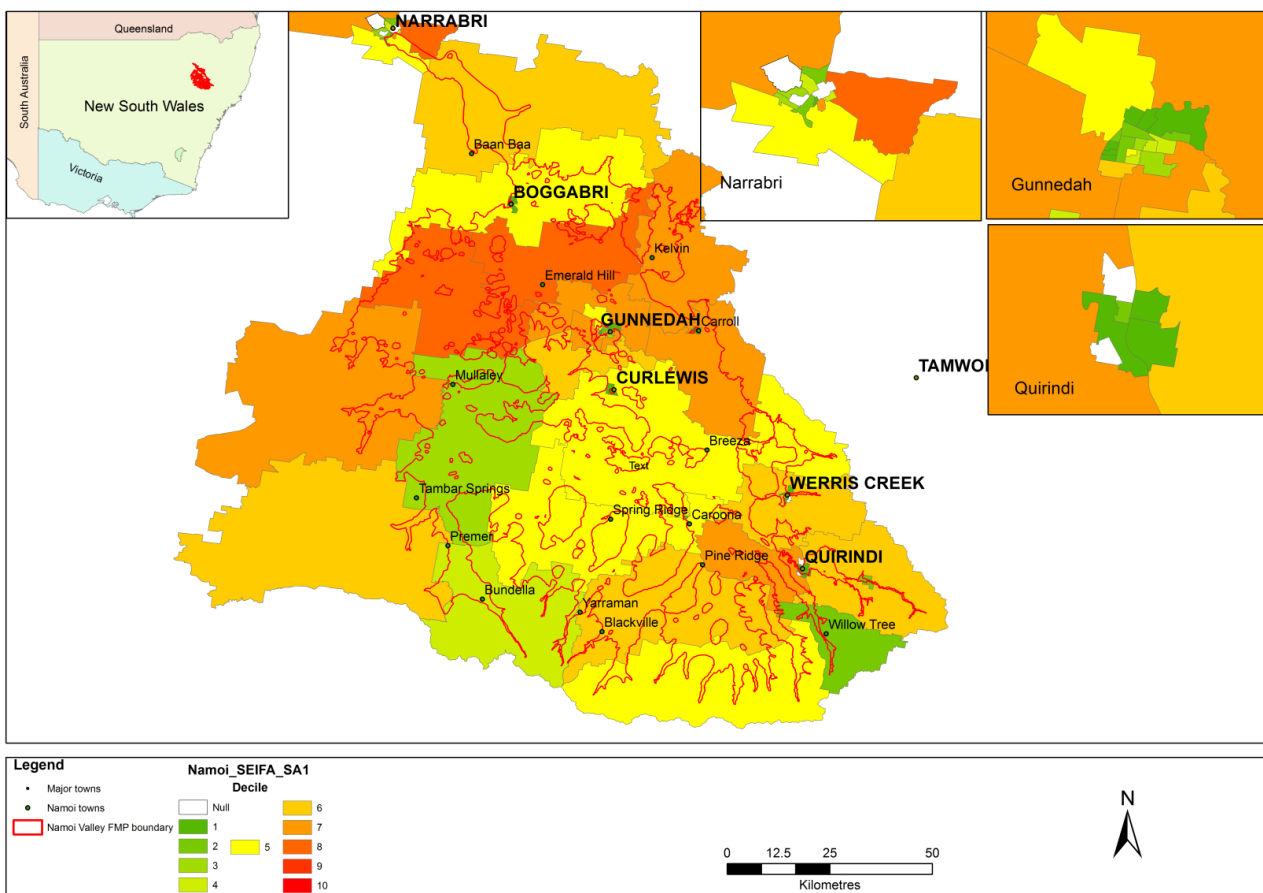 Queensland
South Australia
New South Wales
Victoria
NARRABRI
Baan Baa
BOGGABRI
Kelvin
Emerald Hill
GUNNEDAH
Carroll
Mullaley
CURLEWIS
TAMWO
Breeza
Text
Tambar Springs
WERRIS CREEK
Spring Ridge
Caroona
Premer
Pine Ridge
QUIRINDI
Bundella
Yarraman
Blackville
Willow Tree
Narrabri
Gunnedah
Quirindi
Legend
Major towns
Namoi towns
Namoi Valley FMP boundary
Namoi_SEIFA_SA1
Decile
Null
1
2
3
4
5
6
7
8
9
10
0 12.5 25 50
Kilometres
N